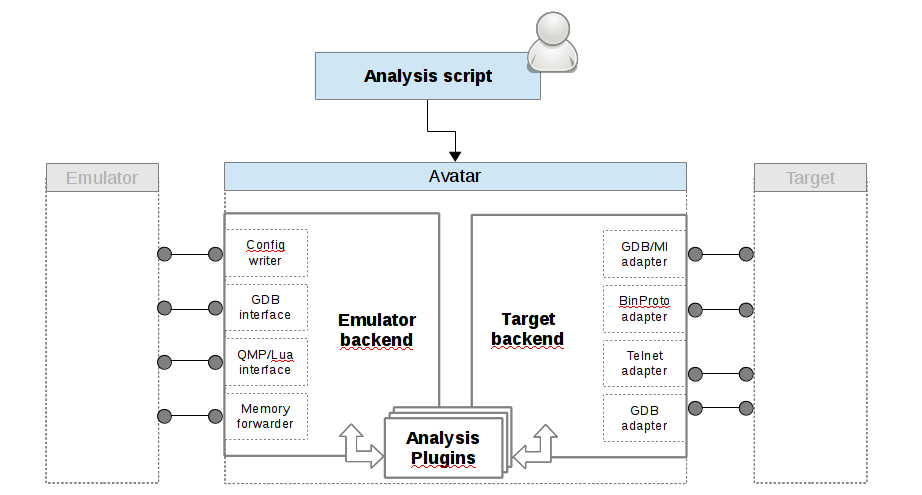 Analysis script
Emulator
Avatar
Target
Config
writer
GDB
interface
QMP/Lua
interface
Memory
forwarder
Emulator
backend
Target
backend
GDB/MI
adapter
BinProto
adapter
Telnet
adapter
GDB
adapter
Analysis
Plugins